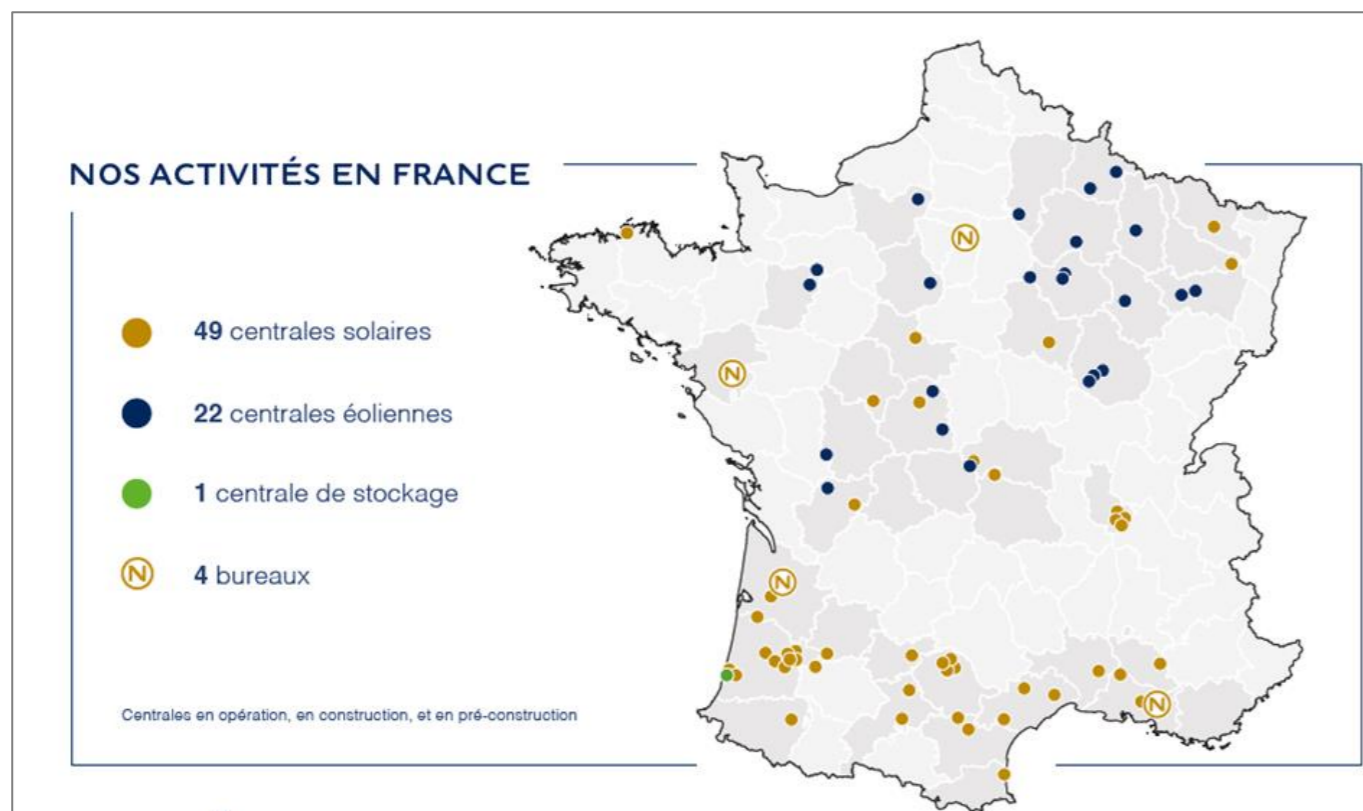 NOS ACTIVITÉS EN FRANCE
49 centrales solaires
22 centrales éoliennes
1 centrale de stockage
N 4 bureaux
Centrales en opération, en construction, et en pré-construction
N
N
N
N